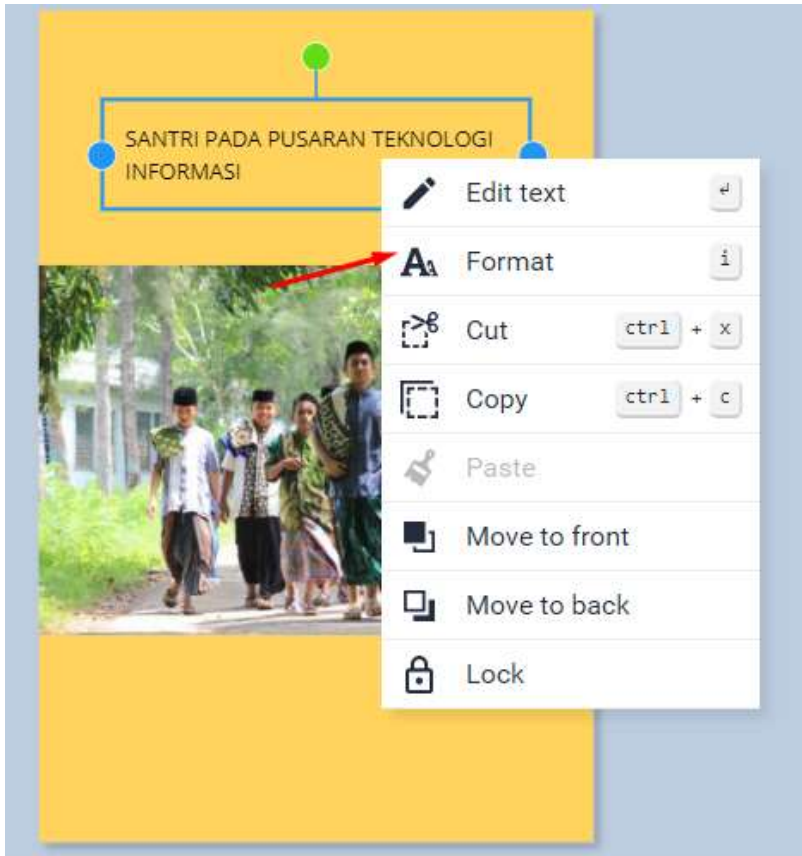 SANTRI PADA PUSARAN TEKNOLOGI
INFORMASI
Edit text ↵
Format i
Cut ctrl + x
Copy ctrl + c
Paste
Move to front
Move to back
Lock